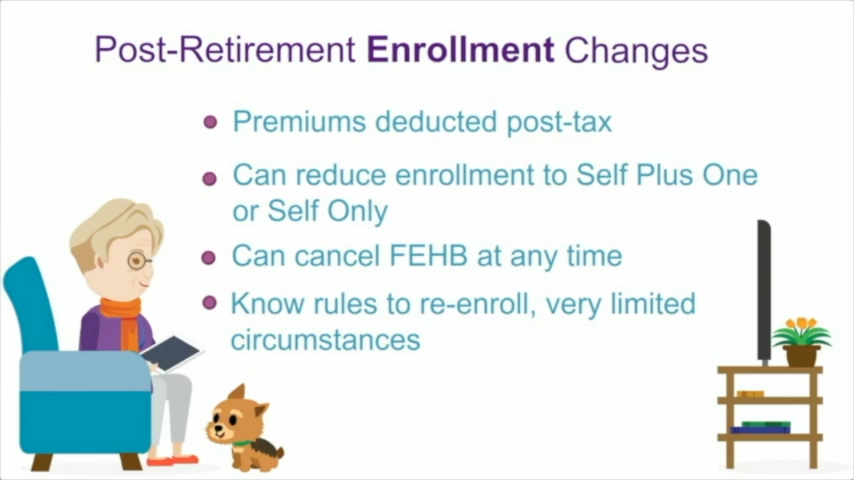 Post-Retirement Enrollment Changes
Premiums deducted post-tax
Can reduce enrollment to Self Plus One
or Self Only
Can cancel FEHB at any time
Know rules to re-enroll, very limited
circumstances